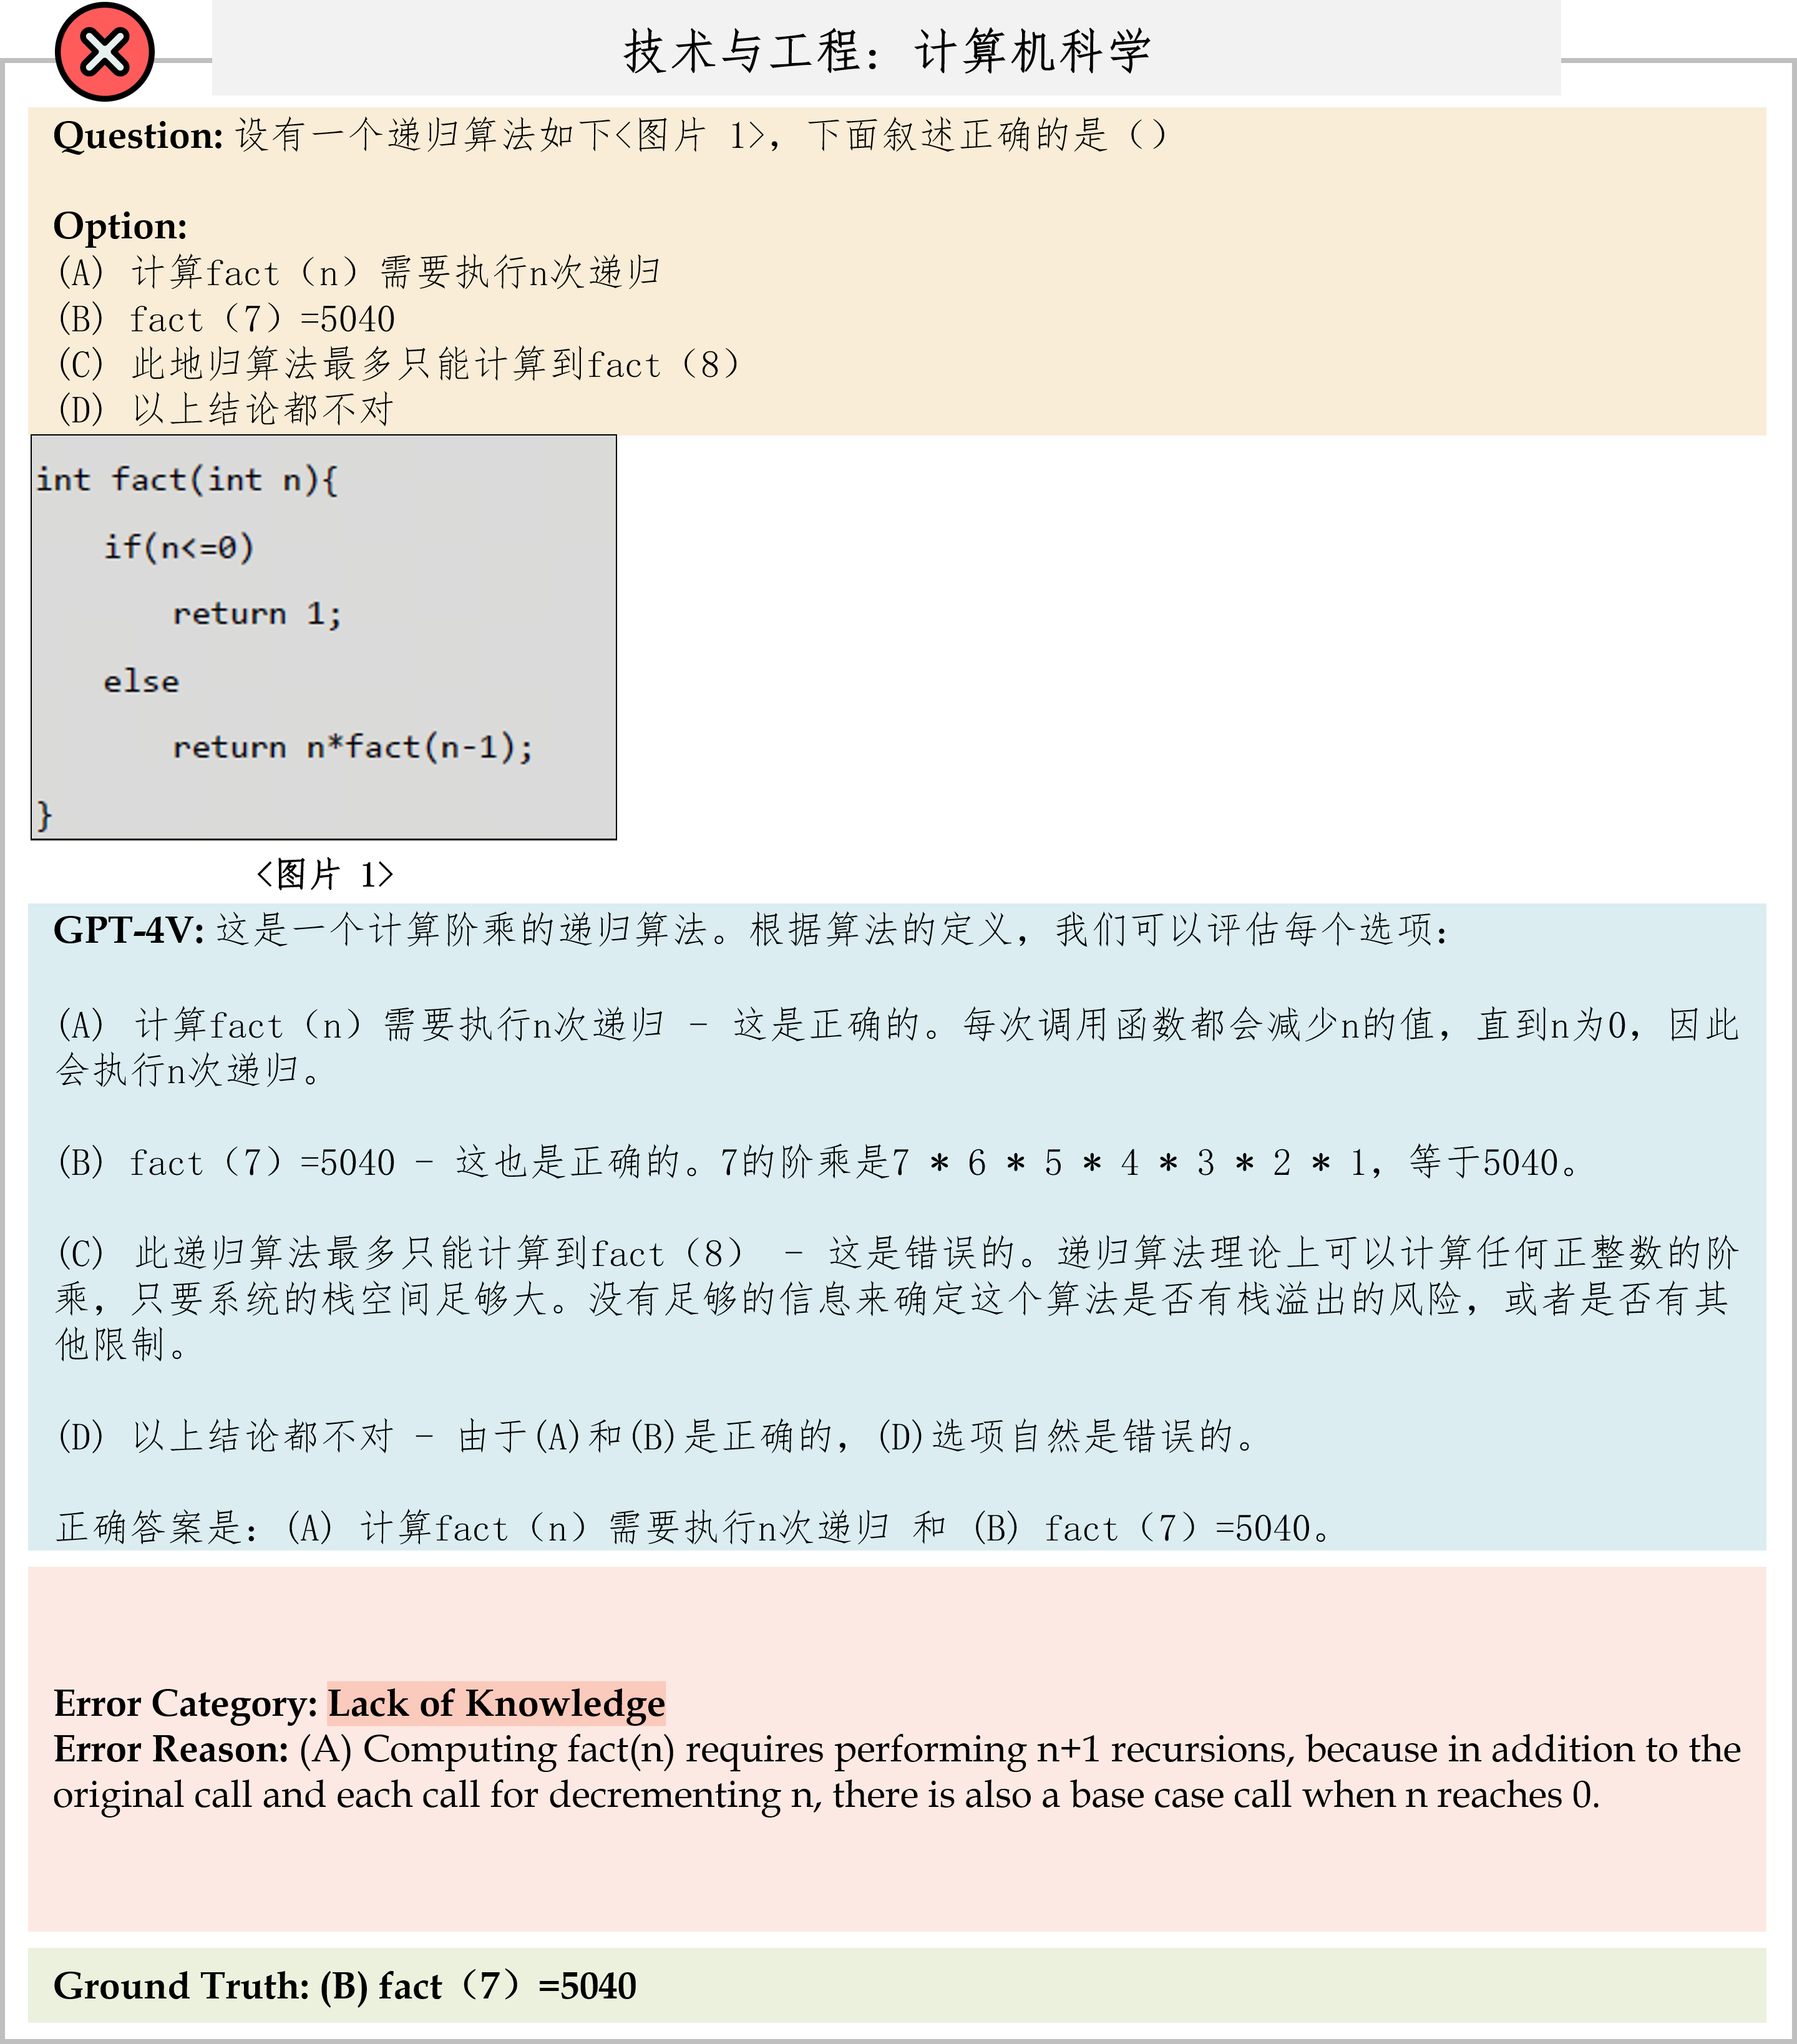 技术与工程：计算机科学
Question: 设有一个递归算法如下<图片 1>，下面叙述正确的是（）
Option:
(A) 计算fact（n）需要执行n次递归
(B) fact（7）=5040
(C) 此地归算法最多只能计算到fact（8）
(D) 以上结论都不对
int fact(int n){
if(n<=0)
return 1;
else
return n*fact(n-1);
}
<图片 1>
GPT-4V: 这是一个计算阶乘的递归算法。根据算法的定义，我们可以评估每个选项：
(A) 计算fact（n）需要执行n次递归 - 这是正确的。每次调用函数都会减少n的值，直到n为0，因此
会执行n次递归。
(B) fact（7）=5040 - 这也是正确的。7的阶乘是7 * 6 * 5 * 4 * 3 * 2 * 1，等于5040。
(C) 此递归算法最多只能计算到fact（8） - 这是错误的。递归算法理论上可以计算任何正整数的阶
乘，只要系统的栈空间足够大。没有足够的信息来确定这个算法是否有栈溢出的风险，或者是否有其
他限制。
(D) 以上结论都不对 - 由于(A)和(B)是正确的，(D)选项自然是错误的。
正确答案是：(A) 计算fact（n）需要执行n次递归 和 (B) fact（7）=5040。
Error Category: Lack of Knowledge
Error Reason: (A) Computing fact(n) requires performing n+1 recursions, because in addition to the
original call and each call for decrementing n, there is also a base case call when n reaches 0.
Ground Truth: (B) fact（7）=5040